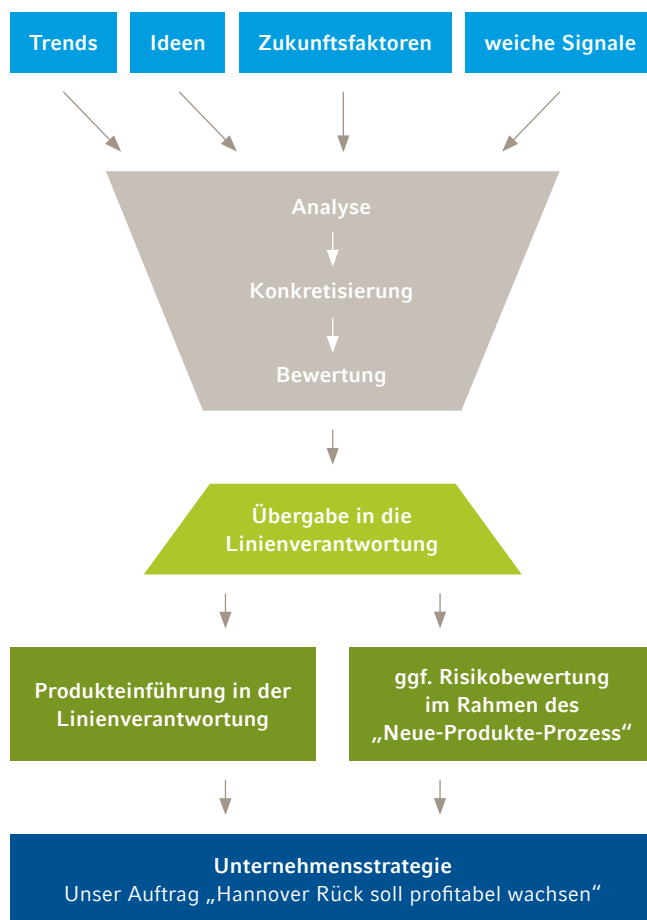 Trends
Ideen
Zukunftsfaktoren
weiche Signale
Analyse
Konkretisierung
Bewertung
Übergabe in die
Linienverantwortung
Produkteinführung in der
Linienverantwortung
ggf. Risikobewertung
im Rahmen des
„Neue-Produkte-Prozess“
Unternehmensstrategie
Unser Auftrag „Hannover Rück soll profitabel wachsen“